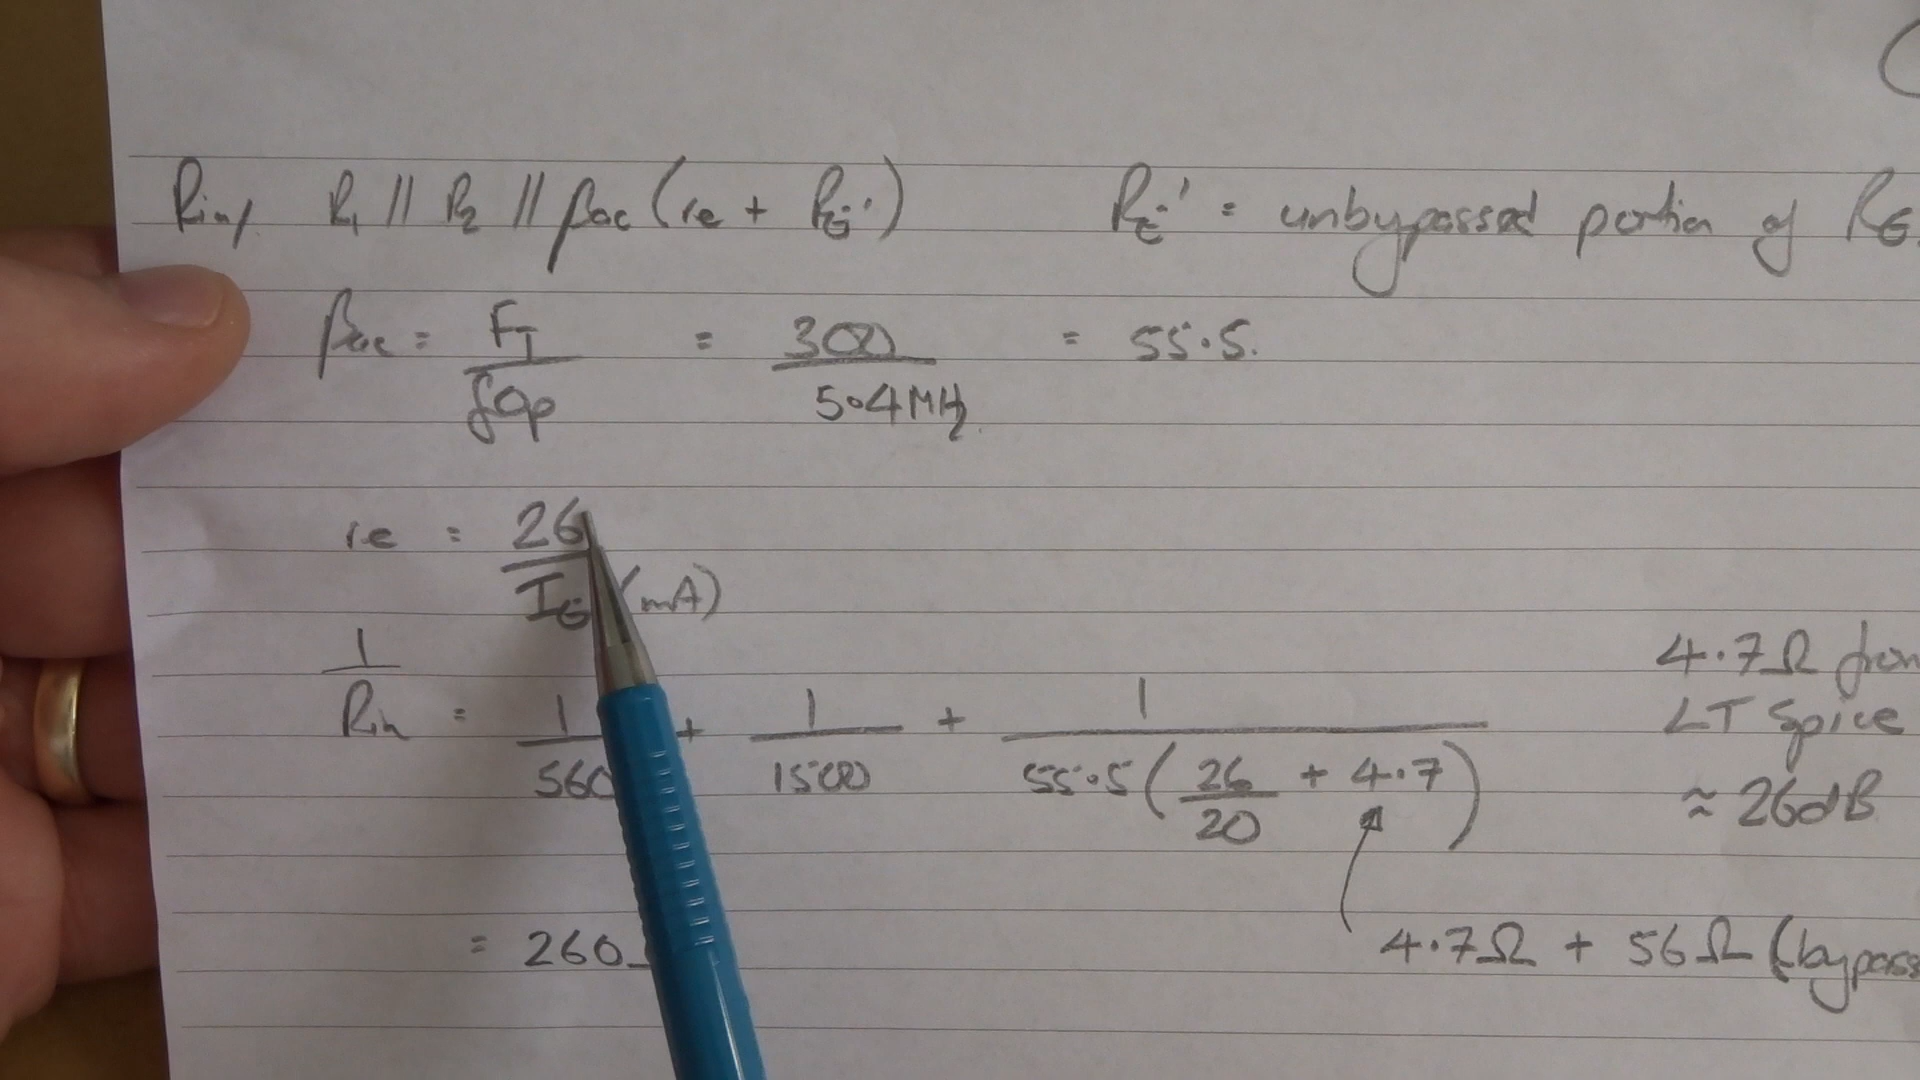 Rin, R1 // R2 // βac (re + RE') RE' = unbypassed portion of RE.
βac = FT / fop = 300 / 5.4MHz = 55.5.
re = 26 / IE (mA)
1 / Rin = 1 / 560 + 1 / 1500 + 1 / 55.5 (26 / 20 + 4.7)
4.7Ω from
LT Spice
≈ 26dB
= 260
4.7Ω + 56Ω (bypass